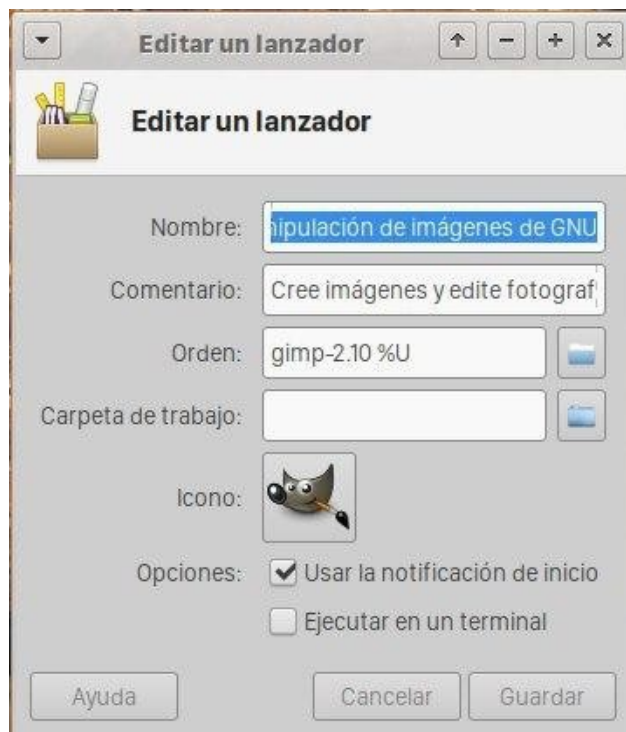 Editar un lanzador
Editar un lanzador
Nombre: nipulación de imágenes de GNU
Comentario: Cree imágenes y edite fotograf
Orden: gimp-2.10 %U
Carpeta de trabajo:
Icono:
Opciones: Usar la notificación de inicio
Ejecutar en un terminal
Ayuda Cancelar Guardar